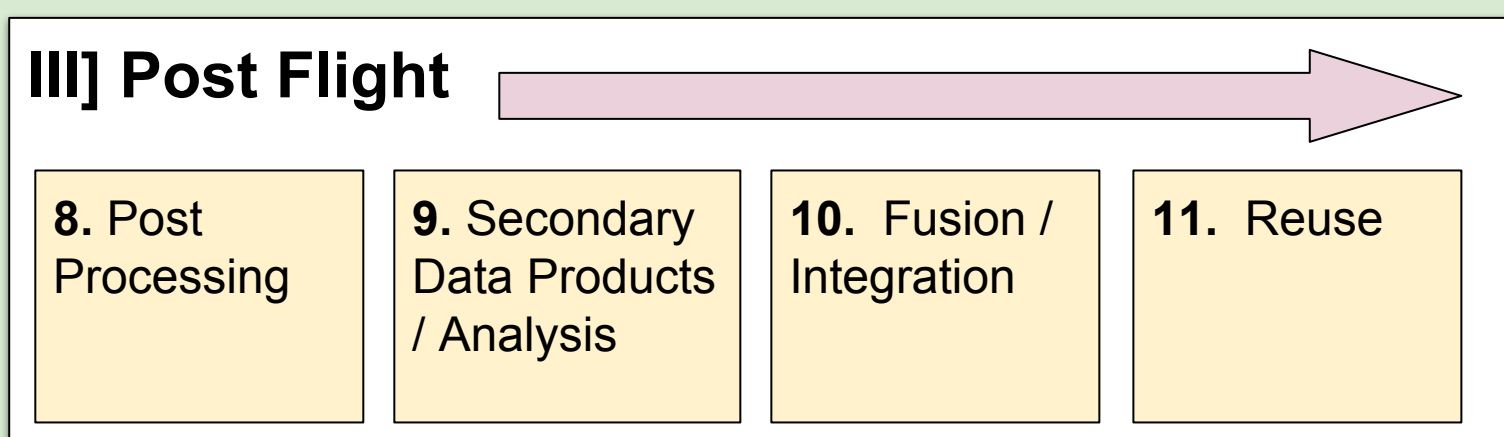 III] Post Flight
8. Post
Processing
9. Secondary
Data Products
/ Analysis
10. Fusion /
Integration
11. Reuse